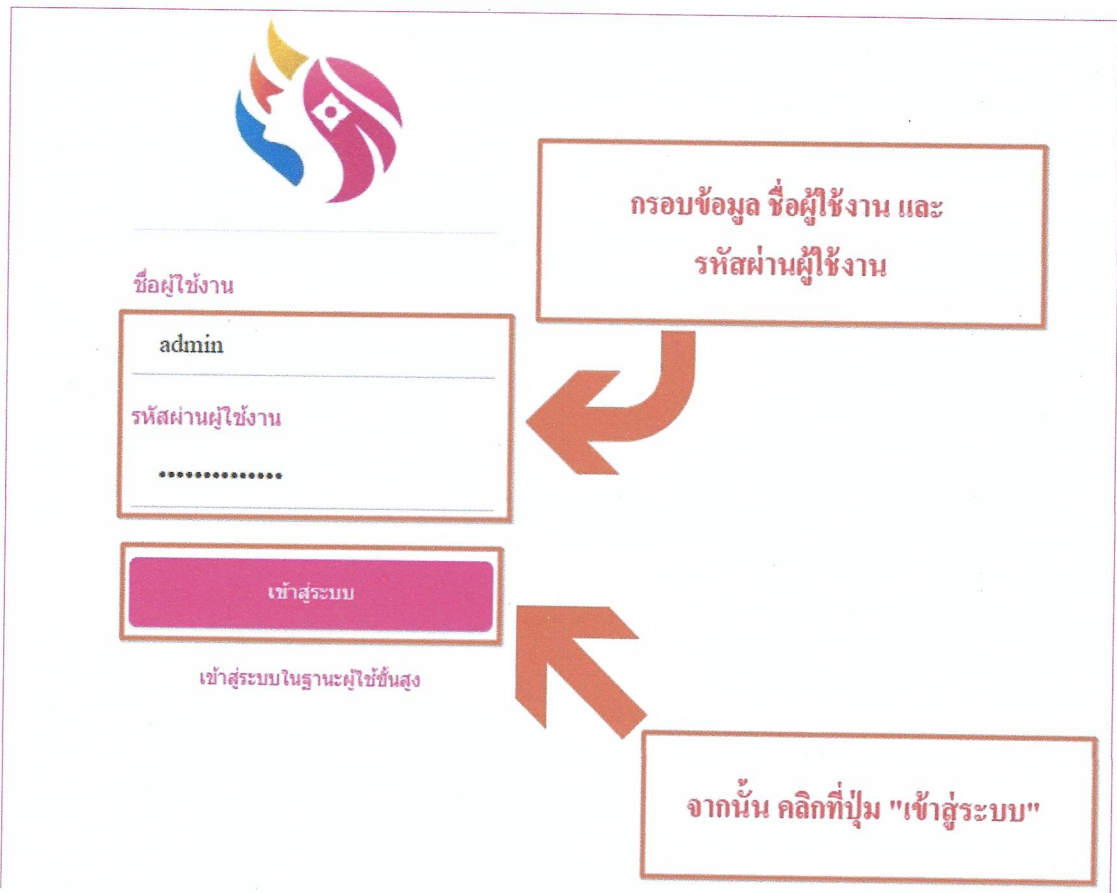 กรอบข้อมูล ชื่อผู้ใช้งาน และ
รหัสผ่านผู้ใช้งาน
ชื่อผู้ใช้งาน
admin
รหัสผ่านผู้ใช้งาน
••••••••••••••
เข้าสู่ระบบ
เข้าสู่ระบบในฐานะผู้ใช้ขั้นสูง
จากนั้น คลิกที่ปุ่ม "เข้าสู่ระบบ"